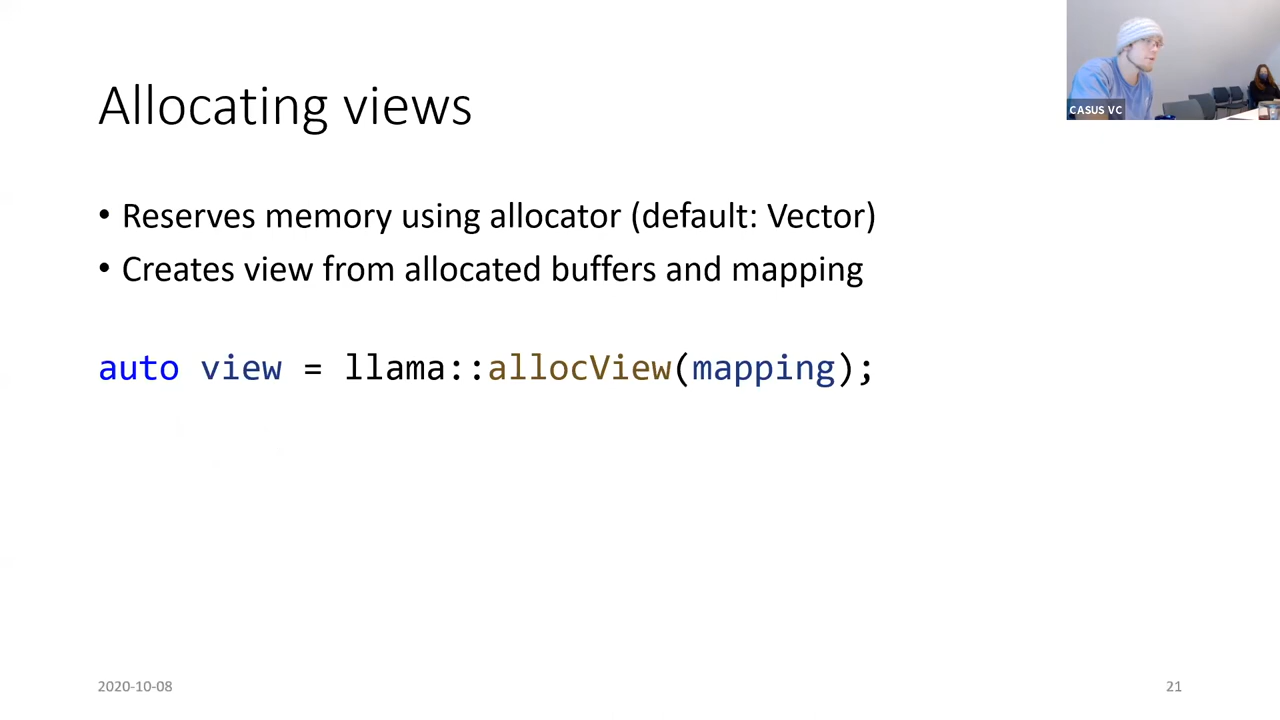 Allocating views
CASUS VC
• Reserves memory using allocator (default: Vector)
• Creates view from allocated buffers and mapping
auto view = llama::allocView(mapping);
2020-10-08
21